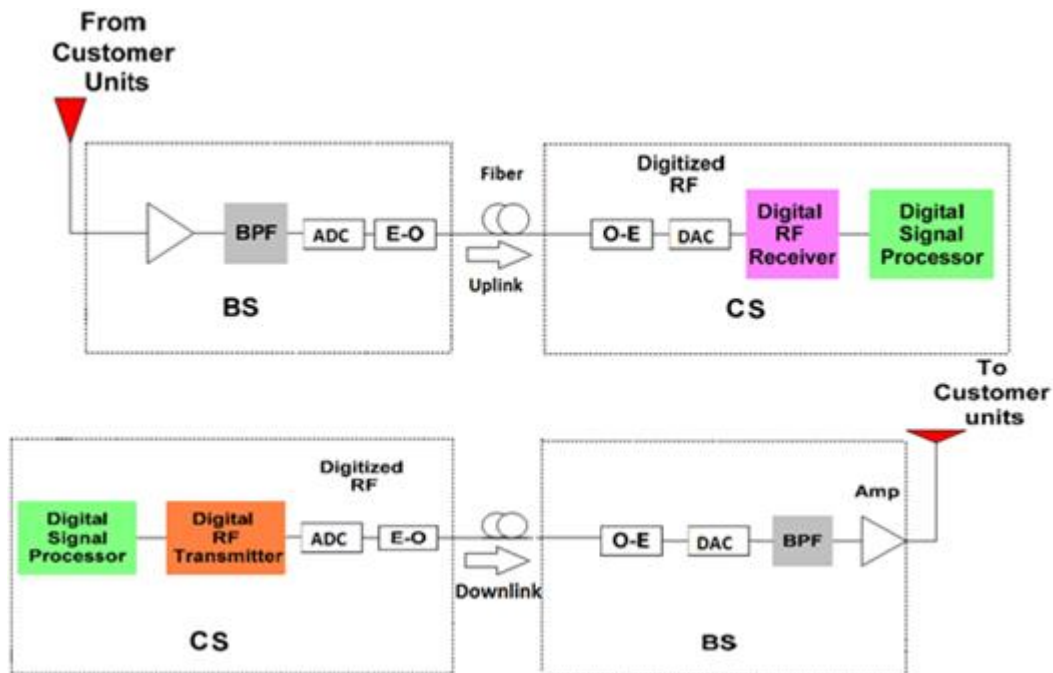 From
Customer
Units
BPF
ADC
E-O
BS
Fiber
Uplink
Digitized
RF
O-E
DAC
Digital
RF
Receiver
Digital
Signal
Processor
CS
To
Customer
units
Digital
Signal
Processor
Digital
RF
Transmitter
Digitized
RF
ADC
E-O
CS
Downlink
O-E
DAC
BPF
Amp
BS